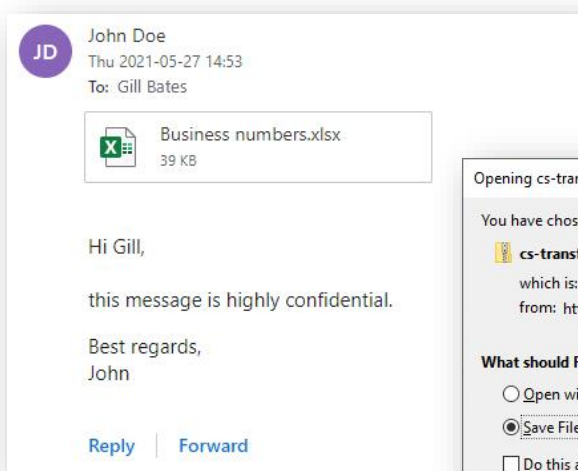 JD
John Doe
Thu 2021-05-27 14:53
To: Gill Bates
Business numbers.xlsx
39 KB
Hi Gill,
this message is highly confidential.
Best regards,
John
Reply Forward
Opening
You have
which is:
from:
What should
Open
Save File
Do this